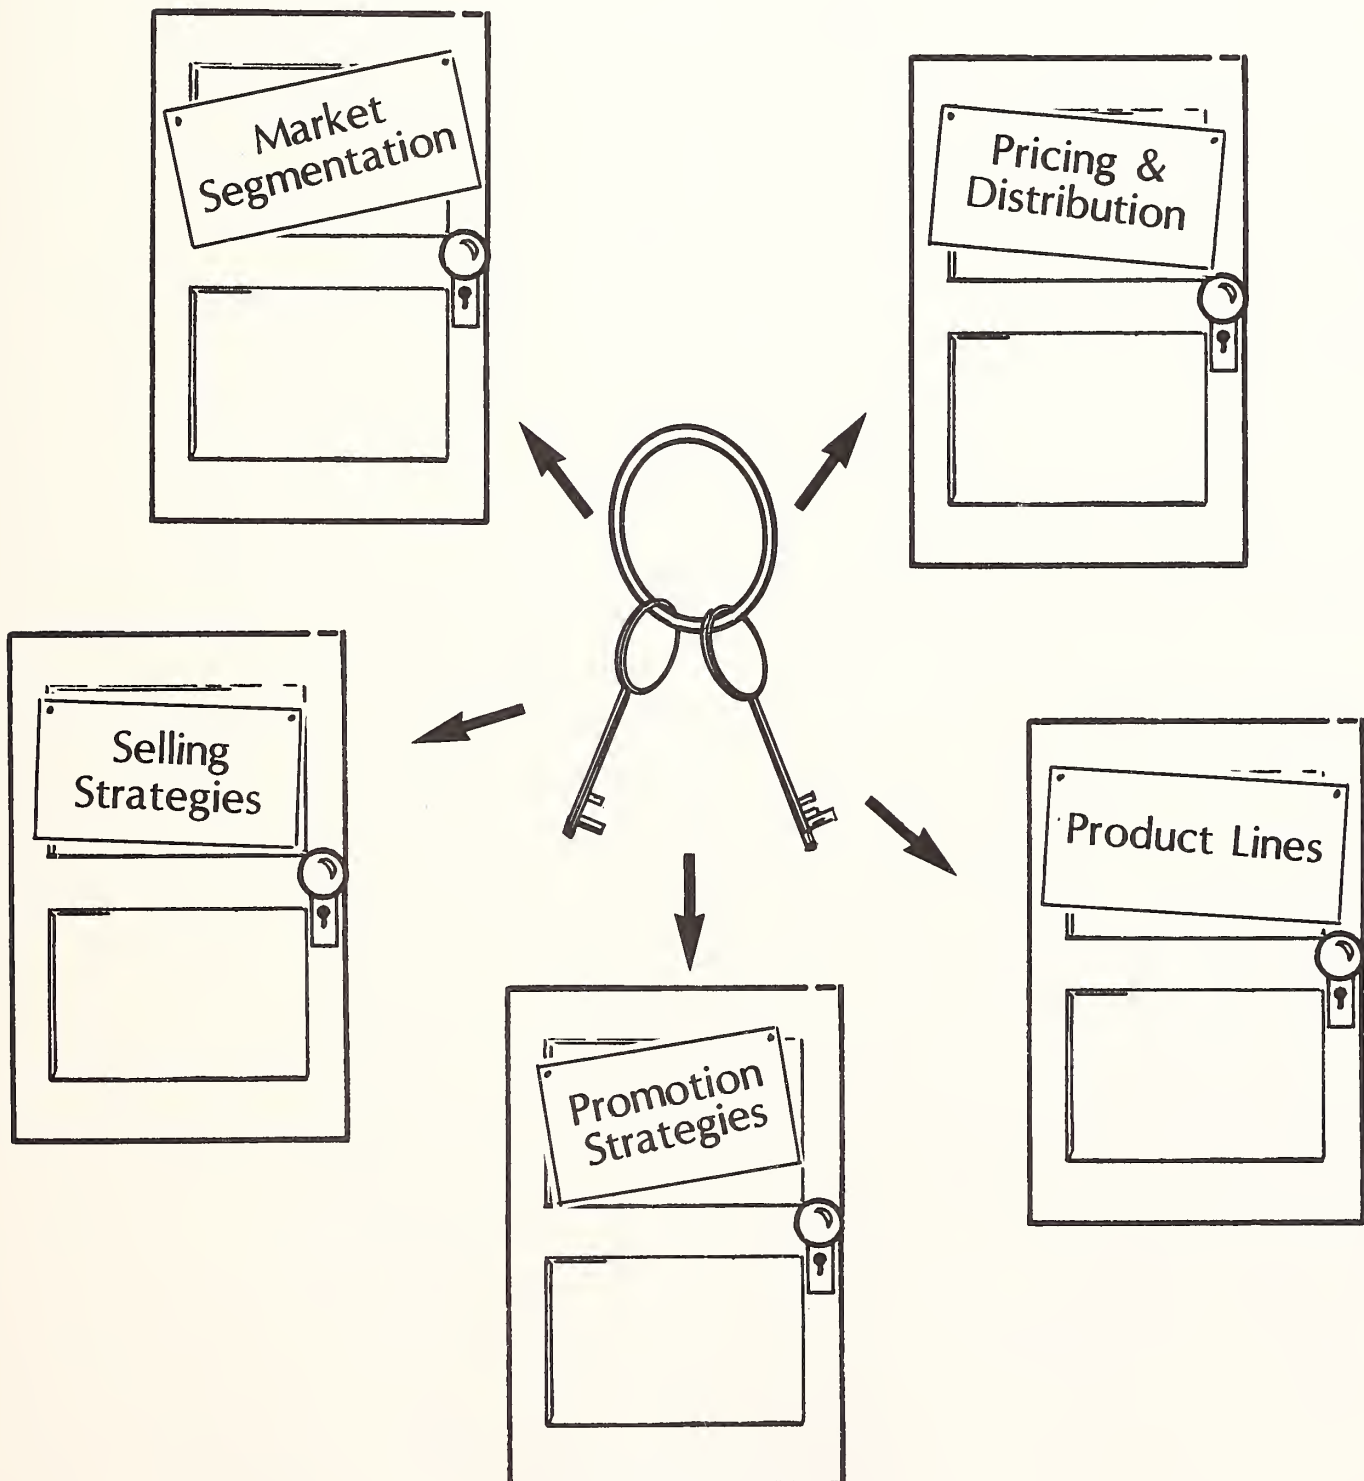 Market
Segmentation
Pricing &
Distribution
Selling
Strategies
Product Lines
Promotion
Strategies